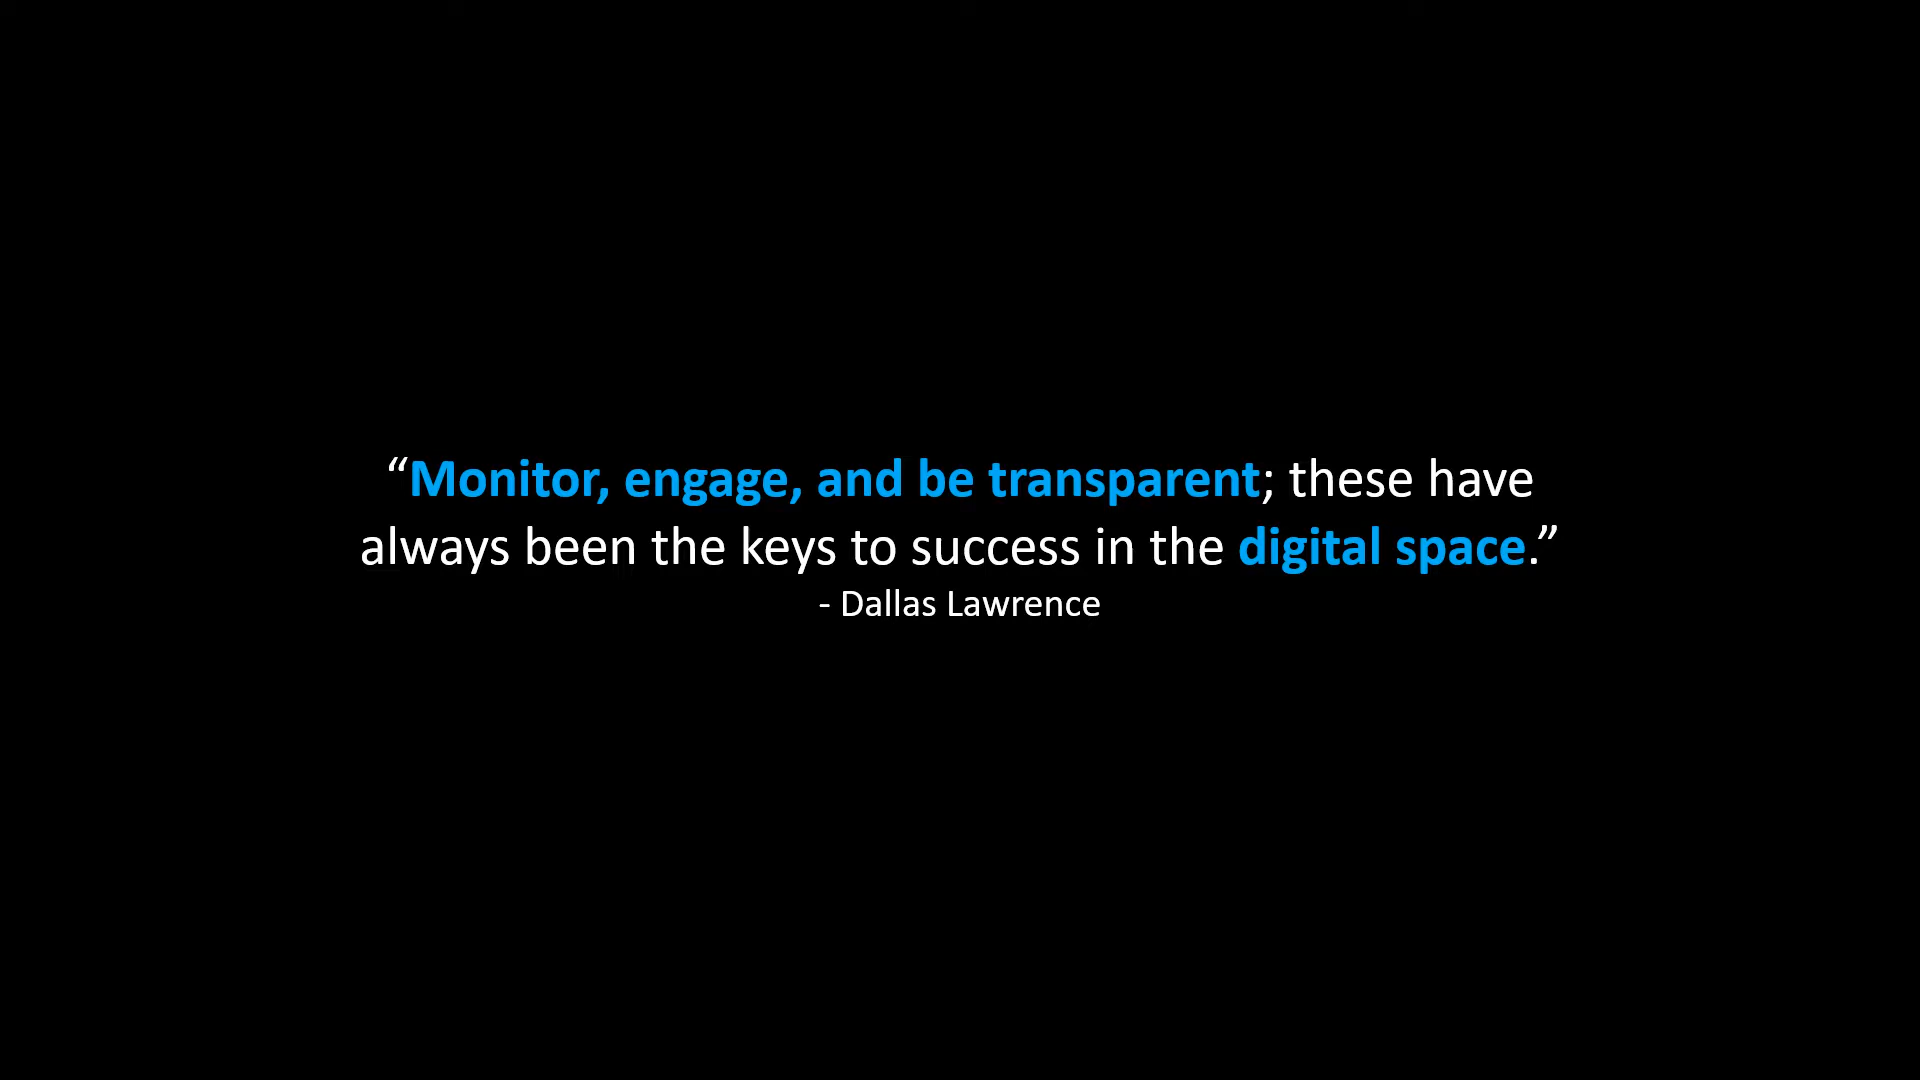 “Monitor, engage, and be transparent; these have
always been the keys to success in the digital space.”
- Dallas Lawrence